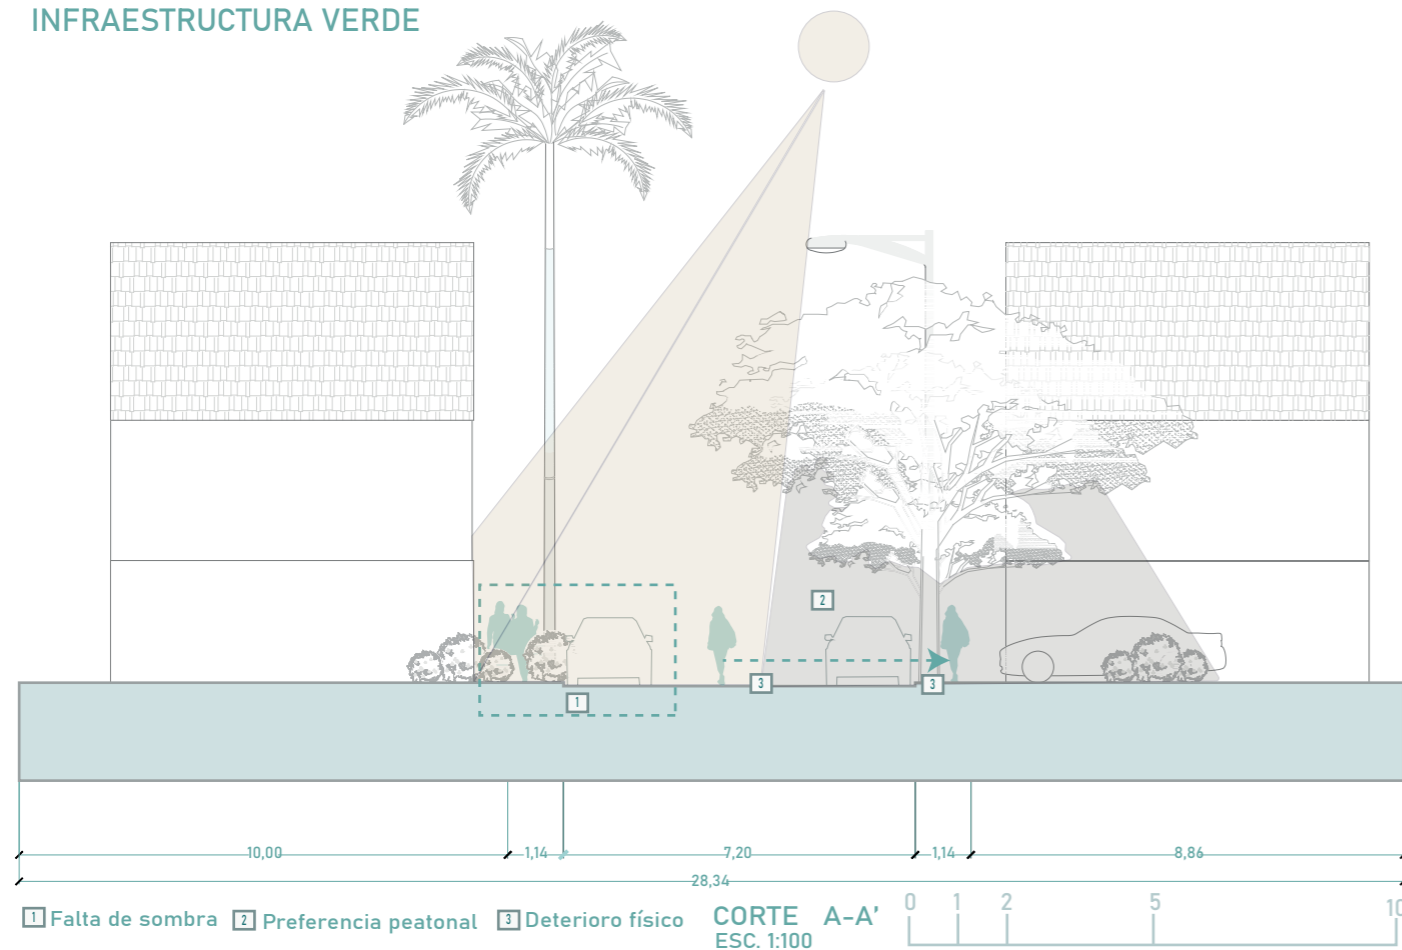 INFRAESTRUCTURA VERDE
2
3
3
1
10,00 1,14 7,20 1,14 8,86
28,34
1 Falta de sombra 2 Preferencia peatonal 3 Deterioro físico
CORTE A-A'
ESC. 1:100
0 1 2 5 10